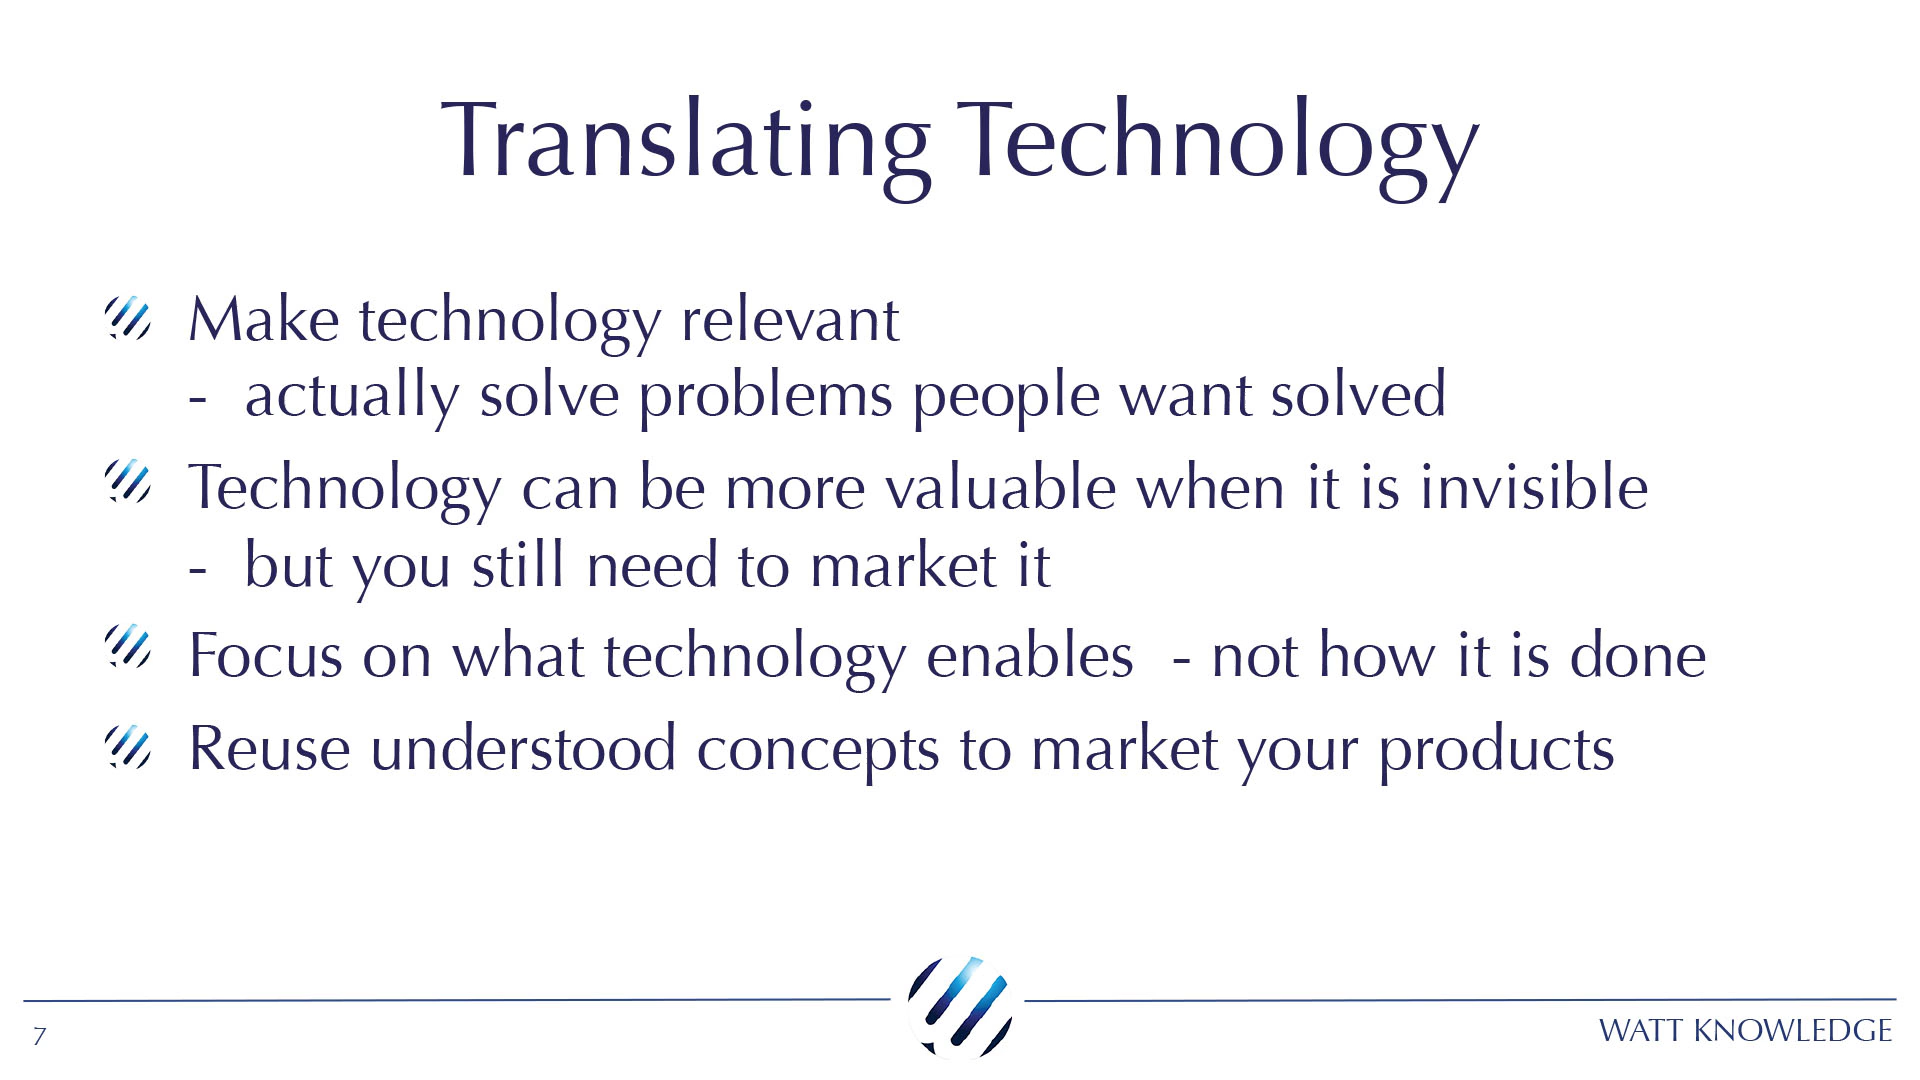 Translating Technology
Make technology relevant
- actually solve problems people want solved
Technology can be more valuable when it is invisible
- but you still need to market it
Focus on what technology enables - not how it is done
Reuse understood concepts to market your products
7
WATT KNOWLEDGE